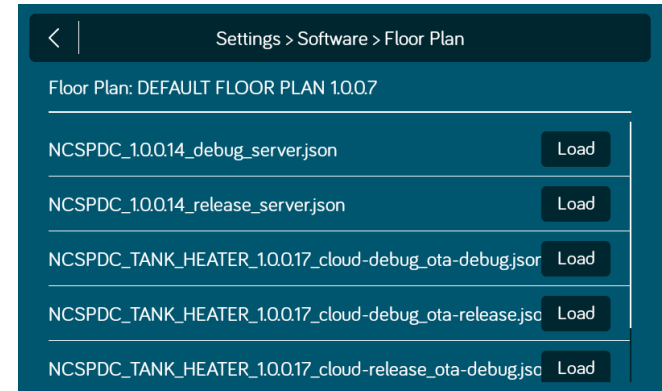 Settings > Software > Floor Plan
Floor Plan: DEFAULT FLOOR PLAN 1.0.0.7
NCSPDC_1.0.0.14_debug_server.json Load
NCSPDC_1.0.0.14_release_server.json Load
NCSPDC_TANK_HEATER_1.0.0.17_cloud-debug_ota-debug.json Load
NCSPDC_TANK_HEATER_1.0.0.17_cloud-debug_ota-release.jso Load
NCSPDC_TANK_HEATER_1.0.0.17_cloud-release_ota-debug.jso Load